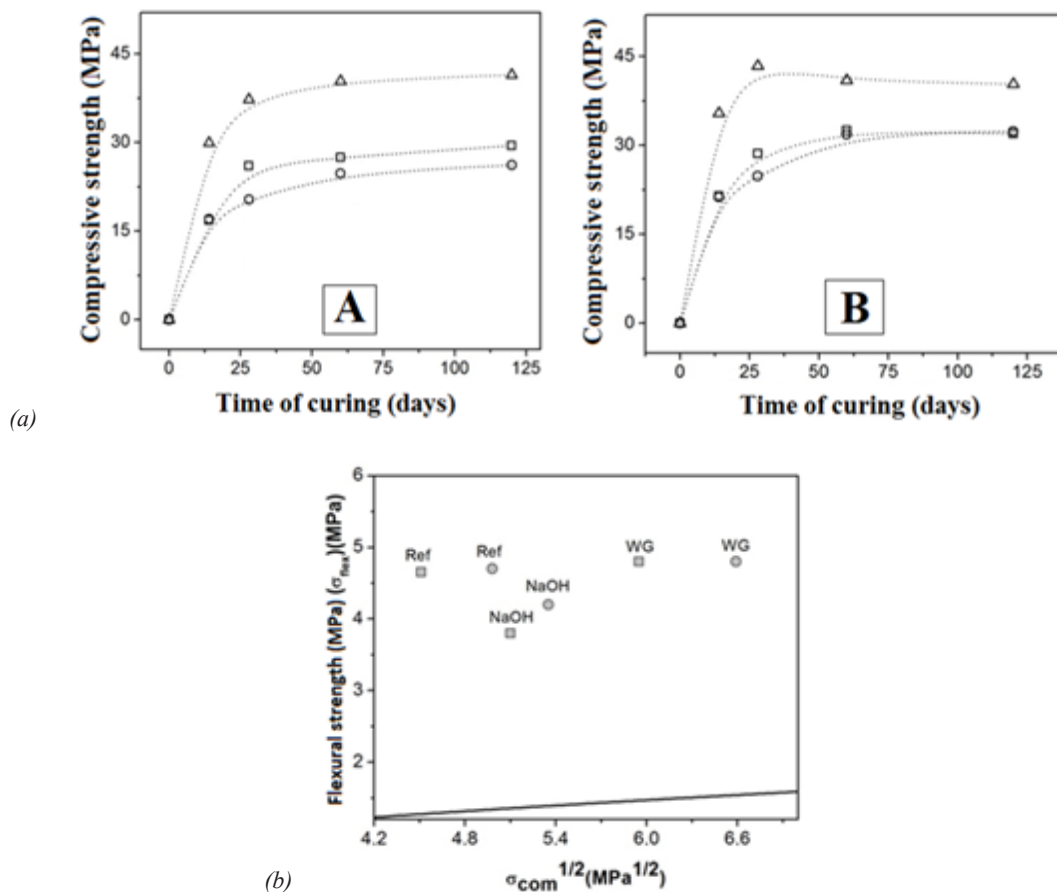 Compressive strength (MPa)
45
30
15
0
A
0 25 50 75 100 125
Time of curing (days)
Compressive strength (MPa)
45
30
15
0
B
0 25 50 75 100 125
Time of curing (days)
(a)
Flexural strength (MPa) (σflex)(MPa)
6
5
4
3
2
Ref
Ref
NaOH
NaOH
WG
WG
4.2 4.8 5.4 6.0 6.6
σcom1/2(MPa1/2)
(b)